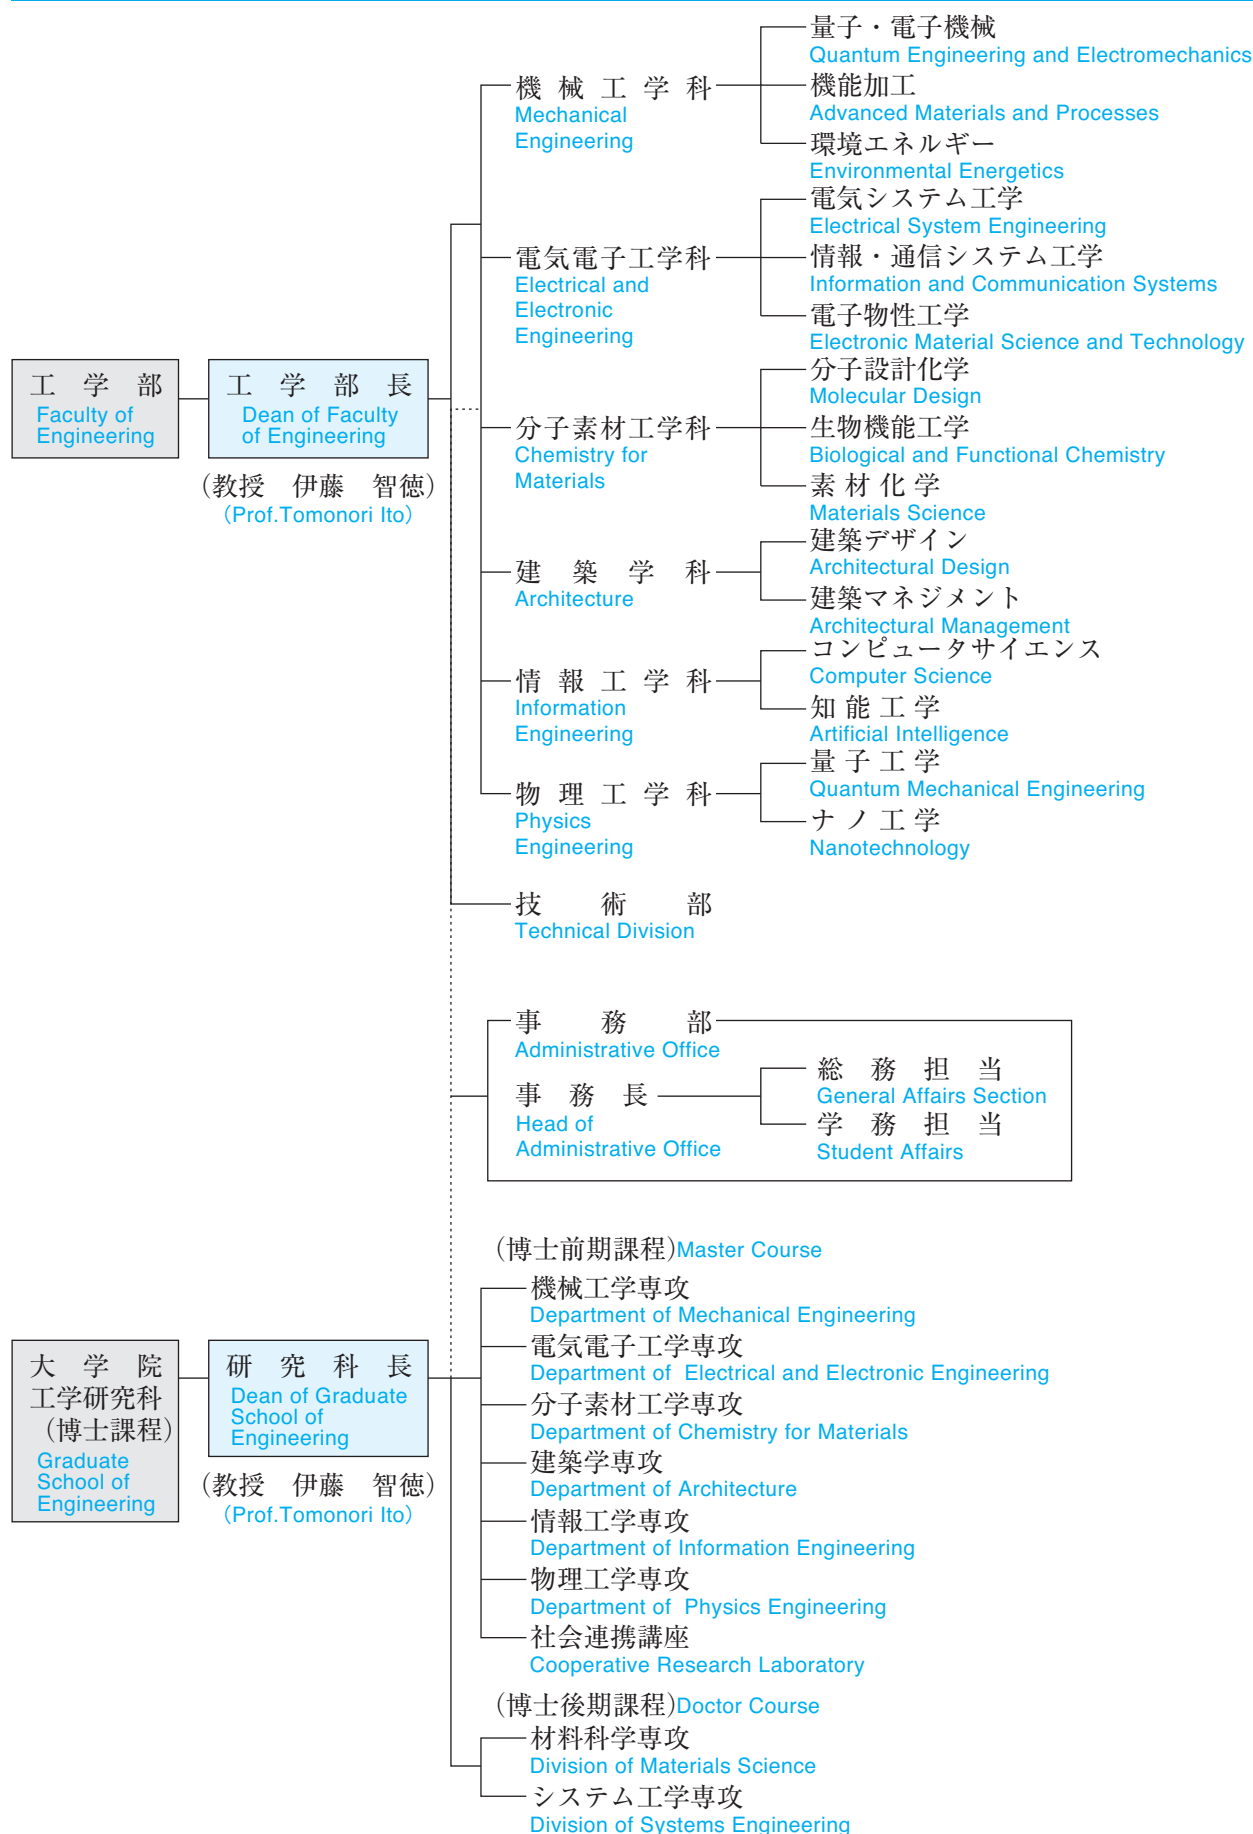 工学部
Faculty of
Engineering
工学部長
Dean of Faculty
of Engineering
(教授 伊藤 智徳)
(Prof.Tomonori Ito)
機械工学科
Mechanical
Engineering
量子・電子機械
Quantum Engineering and Electromechanics
機能加工
Advanced Materials and Processes
環境エネルギー
Environmental Energetics
電気電子工学科
Electrical and
Electronic
Engineering
電気システム工学
Electrical System Engineering
情報・通信システム工学
Information and Communication Systems
電子物性工学
Electronic Material Science and Technology
分子素材工学科
Chemistry for
Materials
分子設計化学
Molecular Design
生物機能工学
Biological and Functional Chemistry
素材化学
Materials Science
建築学科
Architecture
建築デザイン
Architectural Design
建築マネジメント
Architectural Management
情報工学科
Information
Engineering
コンピュータサイエンス
Computer Science
知能工学
Artificial Intelligence
物理工学科
Physics
Engineering
量子工学
Quantum Mechanical Engineering
ナノ工学
Nanotechnology
技術部
Technical Division
事務部
Administrative Office
事務長
Head of
Administrative Office
総務担当
General Affairs Section
学務担当
Student Affairs
大学院
工学研究科
(博士課程)
Graduate
School of
Engineering
研究科長
Dean of Graduate
School of
Engineering
(教授 伊藤 智徳)
(Prof.Tomonori Ito)
(博士前期課程)Master Course
機械工学専攻
Department of Mechanical Engineering
電気電子工学専攻
Department of Electrical and Electronic Engineering
分子素材工学専攻
Department of Chemistry for Materials
建築学専攻
Department of Architecture
情報工学専攻
Department of Information Engineering
物理工学専攻
Department of Physics Engineering
社会連携講座
Cooperative Research Laboratory
(博士後期課程)Doctor Course
材料科学専攻
Division of Materials Science
システム工学専攻
Division of Systems Engineering